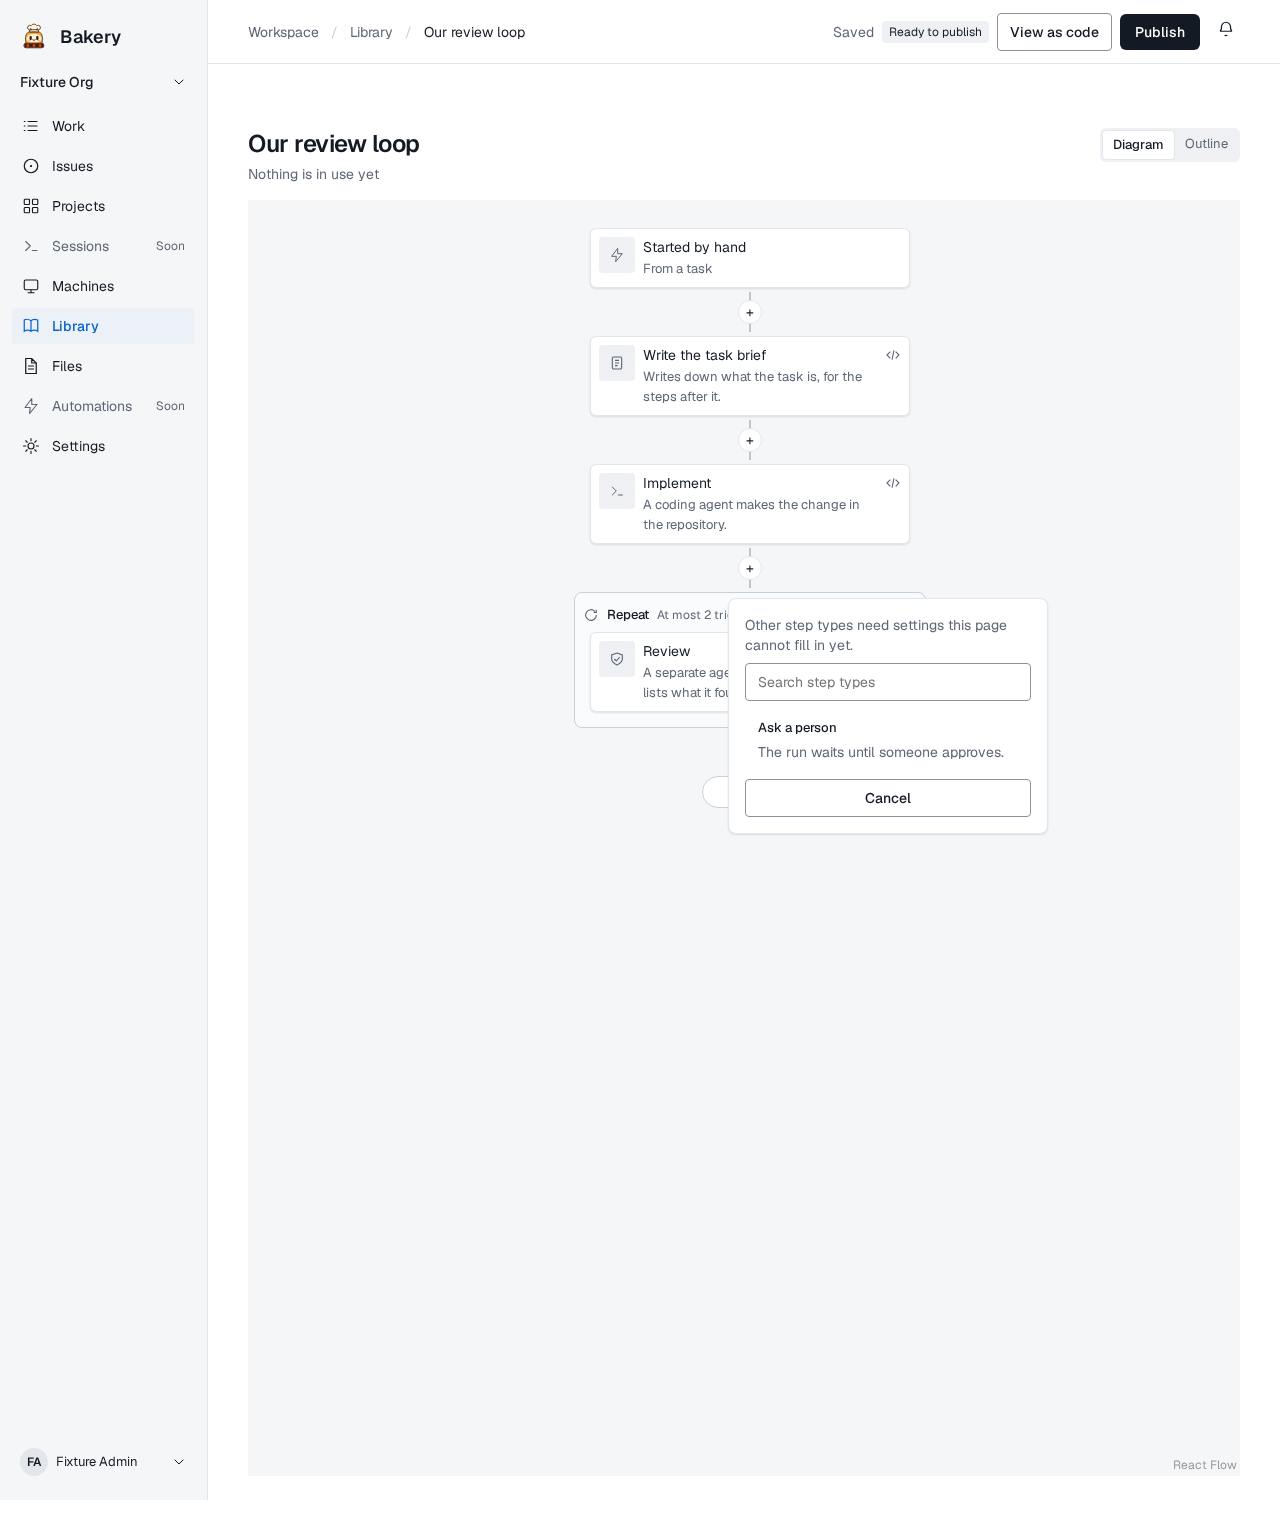 Bakery
Fixture Org
Work
Issues
Projects
Sessions Soon
Machines
Library
Files
Automations Soon
Settings
FA Fixture Admin
Workspace / Library / Our review loop
Saved Ready to publish View as code Publish
Our review loop
Nothing is in use yet
Diagram Outline
Started by hand
From a task
+
Write the task brief
Writes down what the task is, for the
steps after it.
+
Implement
A coding agent makes the change in
the repository.
+
Repeat At most 2
Review
A separate
lists what it
Other step types need settings this page
cannot fill in yet.
Search step types
Ask a person
The run waits until someone approves.
Cancel
React Flow